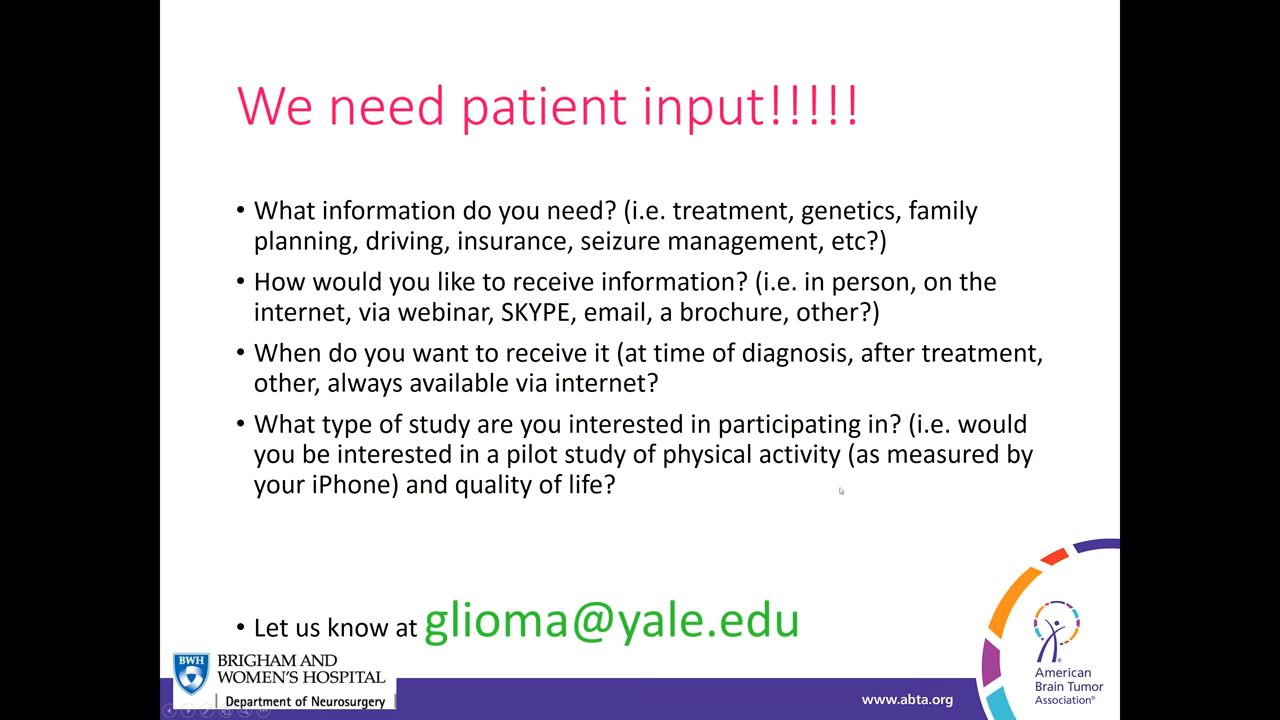 We need patient input!!!!!
• What information do you need? (i.e. treatment, genetics, family
planning, driving, insurance, seizure management, etc?)
• How would you like to receive information? (i.e. in person, on the
internet, via webinar, SKYPE, email, a brochure, other?)
• When do you want to receive it (at time of diagnosis, after treatment,
other, always available via internet?
• What type of study are you interested in participating in? (i.e. would
you be interested in a pilot study of physical activity (as measured by
your iPhone) and quality of life?
• Let us know at glioma@yale.edu
BWH
BRIGHAM AND
WOMEN'S HOSPITAL
Department of Neurosurgery
www.abta.org
American
Brain Tumor
Association®